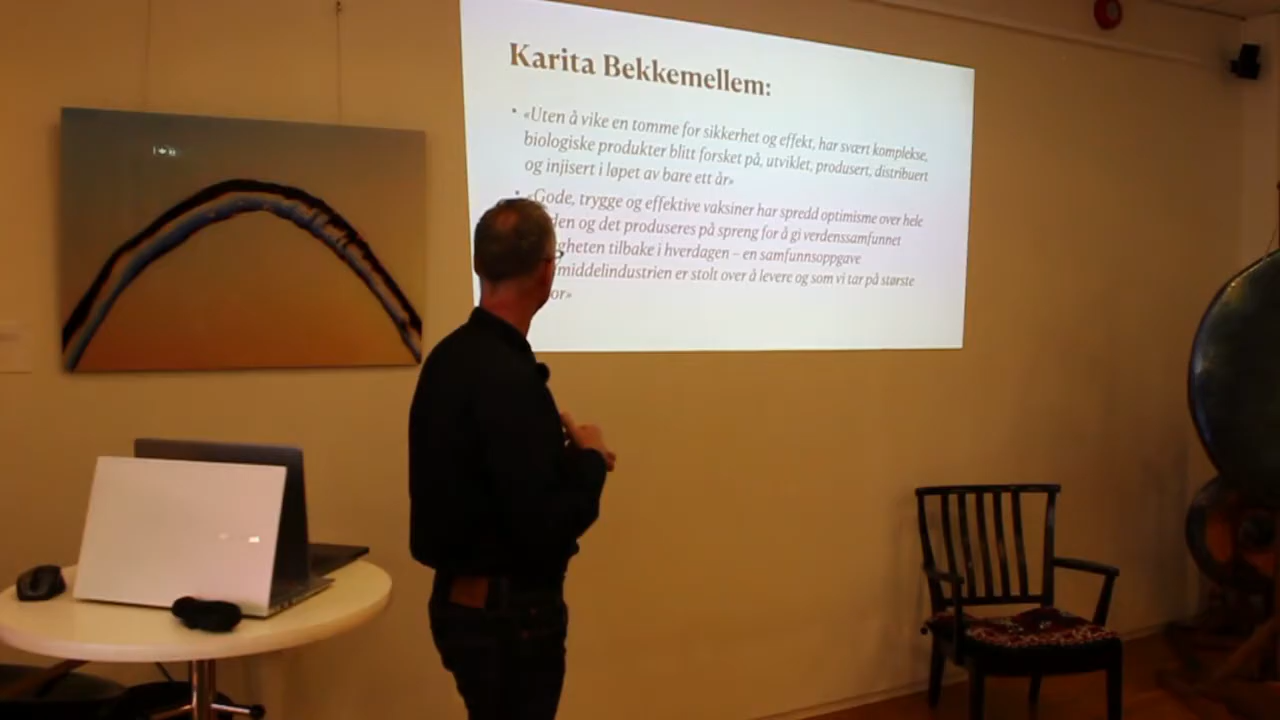 Karita Bekkemellem:
• «Uten å vike en tomme for sikkerhet og effekt, har svært komplekse,
biologiske produkter blitt forsket på, utviklet, produsert, distribuert
og injisert i løpet av bare ett år»
• «Gode, trygge og effektive vaksiner har spredd optimisme over hele
den og det produseres på spreng for å gi verdenssamfunnet
gheten tilbake i hverdagen – en samfunnsoppgave
middelindustrien er stolt over å levere og som vi tar på største
or»